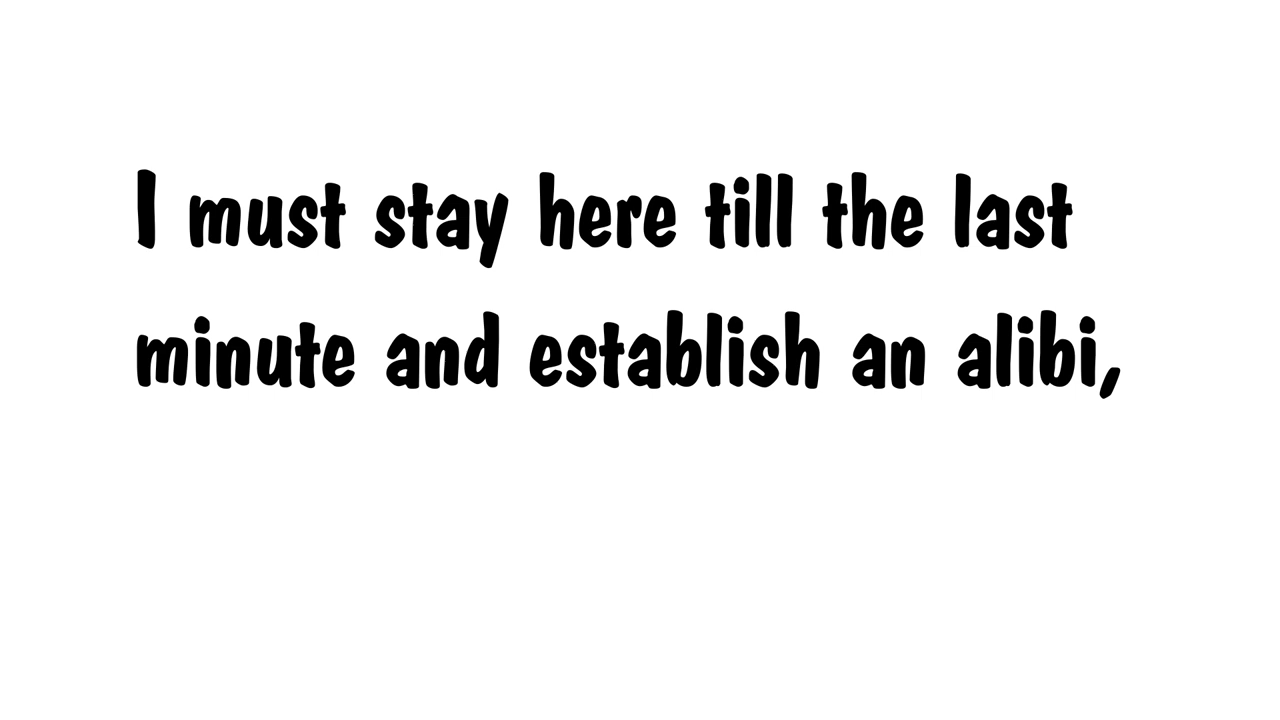 I must stay here till the last
minute and establish an alibi,